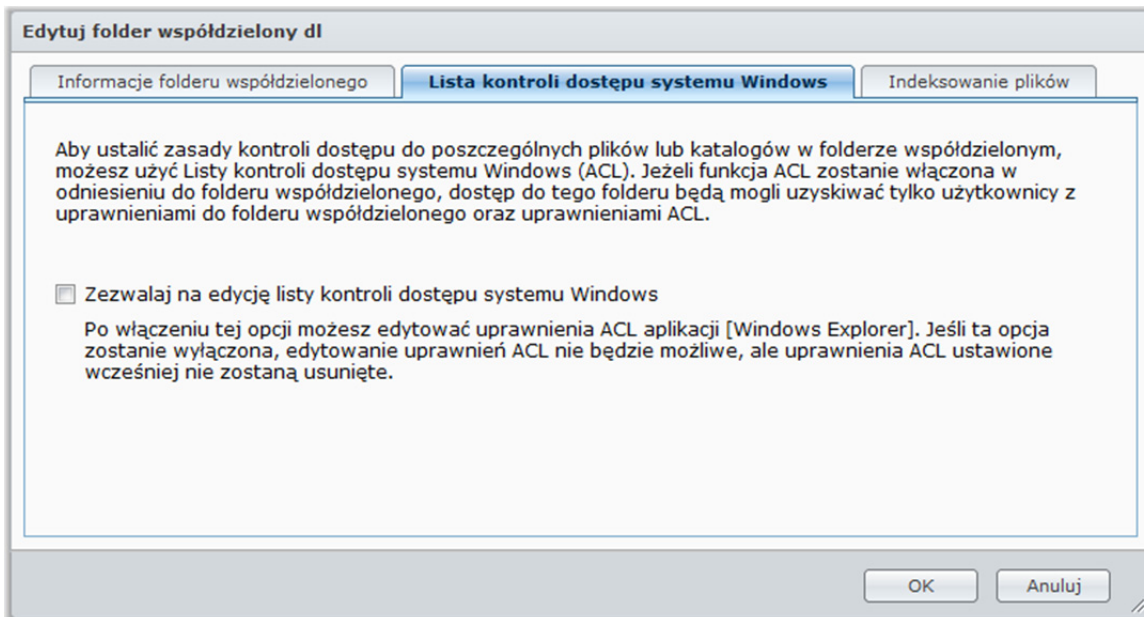 Edytuj folder współdzielony dl
Informacje folderu współdzielonego
Lista kontroli dostępu systemu Windows
Indeksowanie plików
Aby ustalić zasady kontroli dostępu do poszczególnych plików lub katalogów w folderze współdzielonym,
możesz użyć Listy kontroli dostępu systemu Windows (ACL). Jeżeli funkcja ACL zostanie włączona w
odniesieniu do folderu współdzielonego, dostęp do tego folderu będą mogli uzyskiwać tylko użytkownicy z
uprawnieniami do folderu współdzielonego oraz uprawnieniami ACL.
Zezwalaj na edycję listy kontroli dostępu systemu Windows
Po włączeniu tej opcji możesz edytować uprawnienia ACL aplikacji [Windows Explorer]. Jeśli ta opcja
zostanie wyłączona, edytowanie uprawnień ACL nie będzie możliwe, ale uprawnienia ACL ustawione
wcześniej nie zostaną usunięte.
OK
Anuluj